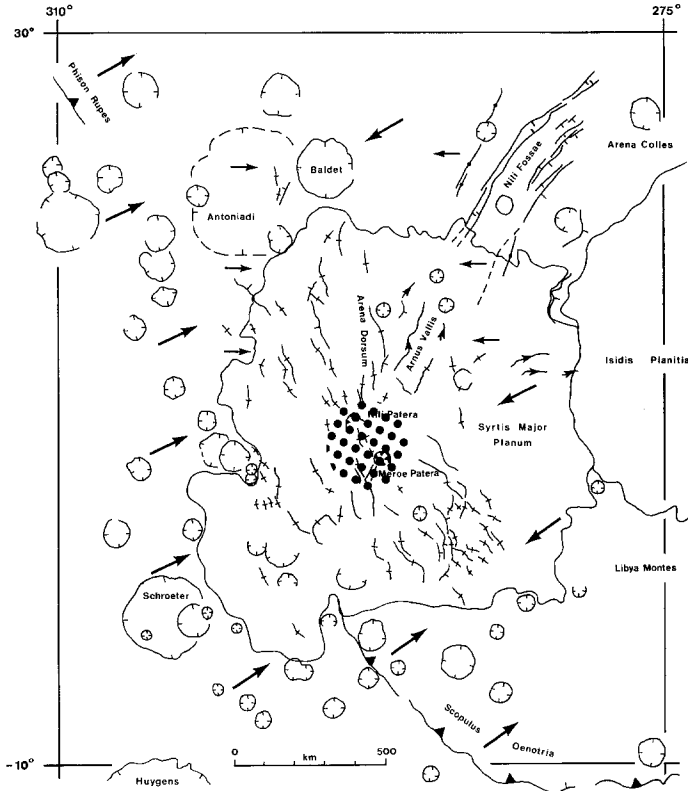 310°
275°
30°
Phison Rupes
Baldet
Nili Fossae
Arena Colles
Antoniadi
Arena Dorsum
Arnus Vallis
Isidis Planitia
Nili Patera
Syrtis Major
Planum
Meroe Patera
Libya Montes
Schroeter
Scopulus
Oenotria
0
km
500
-10°
Huygens